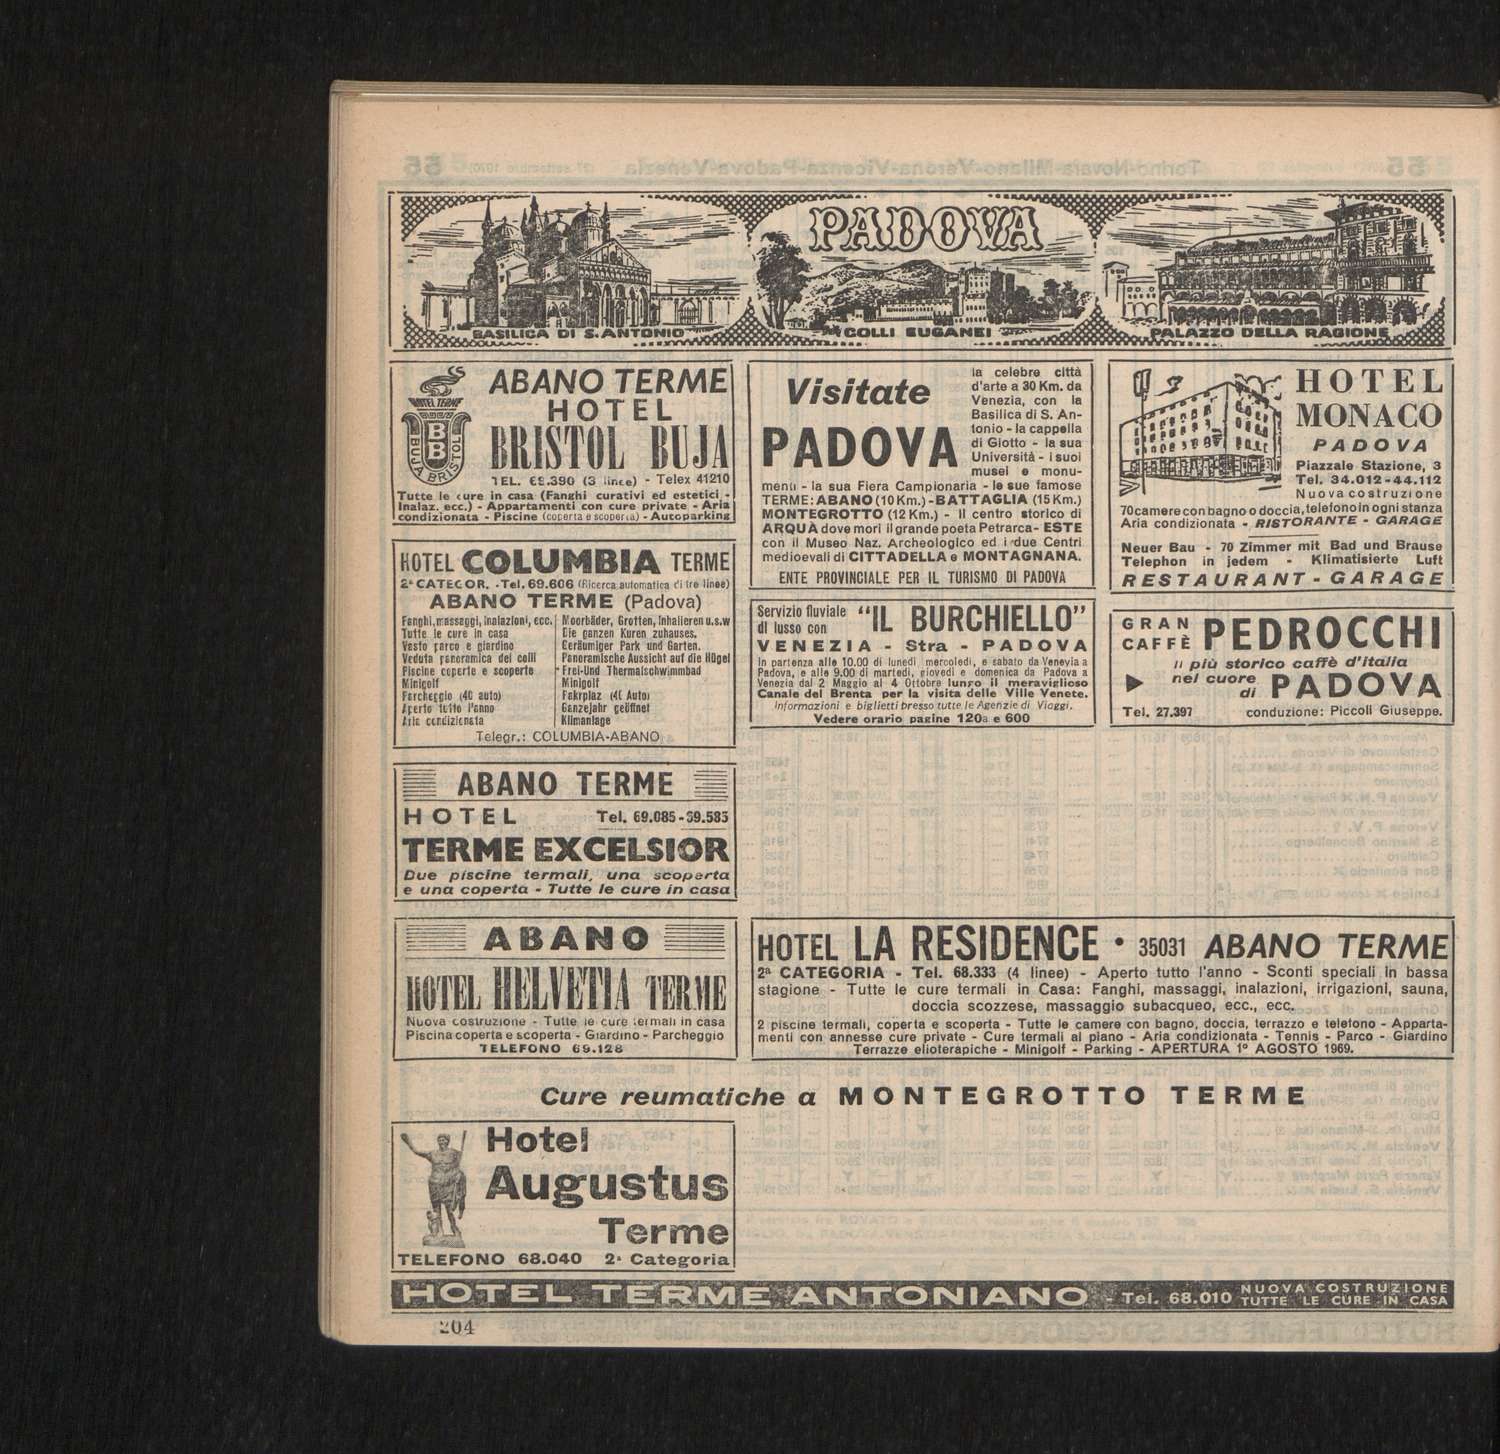 PADOVA
BASILICA DI S. ANTONIO
COLLI EUGANEI
PALAZZO DELLA RAGIONE
HOTEL TERME
BB
BUJA BRISTOL
ABANO TERME
HOTEL
BRISTOL BUJA
TEL. 69.390 (3 linee) - Telex 41210
Tutte le cure in casa (Fanghi curativi ed estetici -
Inalaz. ecc.) - Appartamenti con cure private - Aria
condizionata - Piscine (coperta e scoperta) - Autoparking
HOTEL COLUMBIA TERME
2ª CATEGOR. - Tel. 69.606 (Ricerca automatica di tre linee)
ABANO TERME (Padova)
Fanghi, massaggi, inalazioni, ecc.
Tutte le cure in casa
Vasto parco e giardino
Veduta panoramica dei colli
Piscine coperte e scoperte
Minigolf
Parcheggio (40 auto)
Aperto tutto l'anno
Aria condizionata
Moorbäder, Grotten, Inhalieren u.s.w
Die ganzen Kuren zuhauses.
Geräumiger Park und Garten.
Panoramische Aussicht auf die Hügel
Frei-Und Thermalschwimmbad
Minigolf
Fakrplaz (40 Auto)
Ganzejahr geöffnet
Klimanlage
Telegr.: COLUMBIA-ABANO
ABANO TERME
HOTEL Tel. 69.085-39.585
TERME EXCELSIOR
Due piscine termali, una scoperta
e una coperta - Tutte le cure in casa
ABANO
HOTEL HELVETIA TERME
Nuova costruzione - Tutte le cure termali in casa
Piscina coperta e scoperta - Giardino - Parcheggio
TELEFONO 69.128
Visitate
PADOVA
la celebre città
d'arte a 30 Km. da
Venezia, con la
Basilica di S. An-
tonio - la cappella
di Giotto - la sua
Università - i suoi
musei e monu-
menti - la sua Fiera Campionaria - le sue famose
TERME: ABANO (10 Km.) - BATTAGLIA (15 Km.)
MONTEGROTTO (12 Km.) - Il centro storico di
ARQUÀ dove morì il grande poeta Petrarca - ESTE
con il Museo Naz. Archeologico ed i due Centri
medioevali di CITTADELLA e MONTAGNANA.
ENTE PROVINCIALE PER IL TURISMO DI PADOVA
Servizio fluviale
di lusso con "IL BURCHIELLO"
VENEZIA - Stra - PADOVA
In partenza alle 10.00 di lunedì mercoledì, e sabato da Venevia a
Padova, e alle 9.00 di martedì, giovedì e domenica da Padova a
Venezia dal 2 Maggio al 4 Ottobre lungo il meraviglioso
Canale del Brenta per la visita delle Ville Venete.
Informazioni e biglietti presso tutte le Agenzie di Viaggi.
Vedere orario pagine 120a e 600
HOTEL
MONACO
PADOVA
Piazzale Stazione, 3
Tel. 34.012-44.112
Nuova costruzione
70 camere con bagno o doccia, telefono in ogni stanza
Aria condizionata - RISTORANTE - GARAGE
Neuer Bau - 70 Zimmer mit Bad und Brause
Telephon in jedem - Klimatisierte Luft
RESTAURANT - GARAGE
GRAN
CAFFÈ PEDROCCHI
Il più storico caffè d'italia
nel cuore
di PADOVA
Tel. 27.397 conduzione: Piccoli Giuseppe.
HOTEL LA RESIDENCE • 35031 ABANO TERME
2ª CATEGORIA - Tel. 68.333 (4 linee) - Aperto tutto l'anno - Sconti speciali in bassa
stagione - Tutte le cure termali in Casa: Fanghi, massaggi, inalazioni, irrigazioni, sauna,
doccia scozzese, massaggio subacqueo, ecc., ecc.
2 piscine termali, coperta e scoperta - Tutte le camere con bagno, doccia, terrazzo e telefono - Apparta-
menti con annesse cure private - Cure termali al piano - Aria condizionata - Tennis - Parco - Giardino
Terrazze elioterapiche - Minigolf - Parking - APERTURA 1º AGOSTO 1969.
Cure reumatiche a MONTEGROTTO TERME
Hotel
Augustus
Terme
TELEFONO 68.040 2ª Categoria
HOTEL TERME ANTONIANO - Tel. 68.010 NUOVA COSTRUZIONE
TUTTE LE CURE IN CASA
204